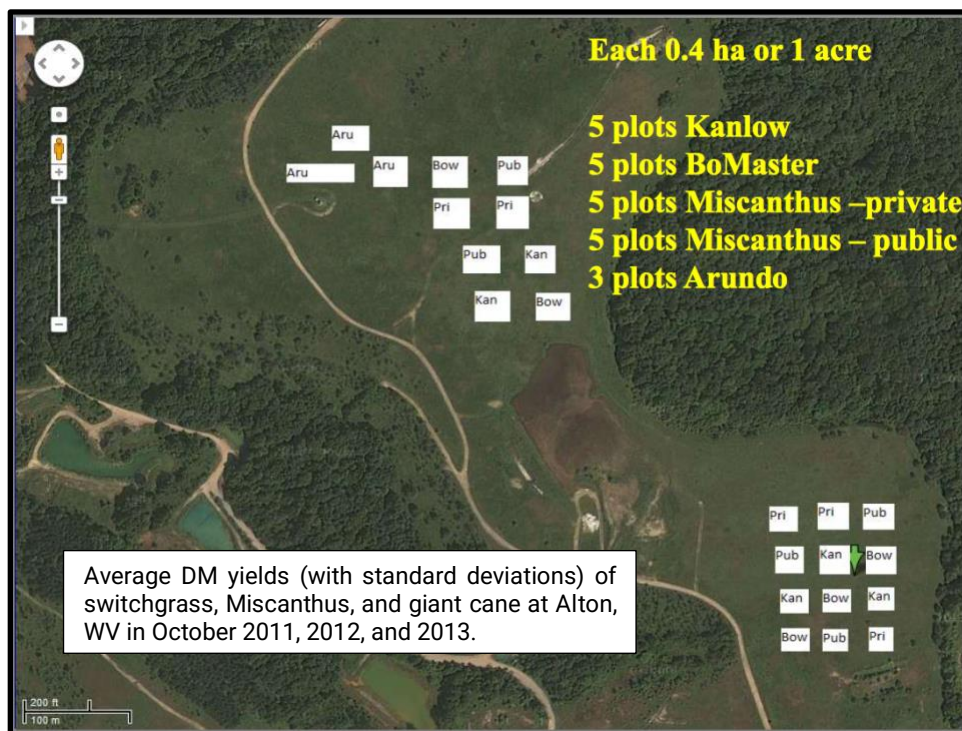 Each 0.4 ha or 1 acre
5 plots Kanlow
5 plots BoMaster
5 plots Miscanthus –private
5 plots Miscanthus – public
3 plots Arundo
Aru
Aru Aru Bow Pub
Pri Pri
Pub Kan
Kan Bow
Pri Pri Pub
Pub Kan Bow
Kan Bow Kan
Bow Pub Pri
Average DM yields (with standard deviations) of
switchgrass, Miscanthus, and giant cane at Alton,
WV in October 2011, 2012, and 2013.
200 ft
100 m